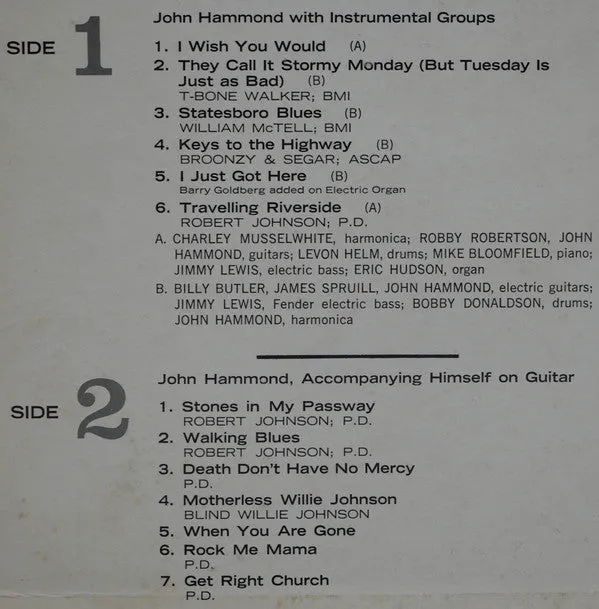 John Hammond with Instrumental Groups
SIDE 1
1. I Wish You Would (A)
2. They Call It Stormy Monday (But Tuesday Is
Just as Bad) (B)
T-BONE WALKER; BMI
3. Statesboro Blues (B)
WILLIAM McTELL; BMI
4. Keys to the Highway (B)
BROONZY & SEGAR; ASCAP
5. I Just Got Here (B)
Barry Goldberg added on Electric Organ
6. Travelling Riverside (A)
ROBERT JOHNSON; P.D.
A. CHARLEY MUSSELWHITE, harmonica; ROBBY ROBERTSON, JOHN
HAMMOND, guitars; LEVON HELM, drums; MIKE BLOOMFIELD, piano;
JIMMY LEWIS, electric bass; ERIC HUDSON, organ
B. BILLY BUTLER, JAMES SPRUILL, JOHN HAMMOND, electric guitars;
JIMMY LEWIS, Fender electric bass; BOBBY DONALDSON, drums;
JOHN HAMMOND, harmonica
John Hammond, Accompanying Himself on Guitar
SIDE 2
1. Stones in My Passway
ROBERT JOHNSON; P.D.
2. Walking Blues
ROBERT JOHNSON; P.D.
3. Death Don't Have No Mercy
P.D.
4. Motherless Willie Johnson
BLIND WILLIE JOHNSON
5. When You Are Gone
6. Rock Me Mama
P.D.
7. Get Right Church
P.D.